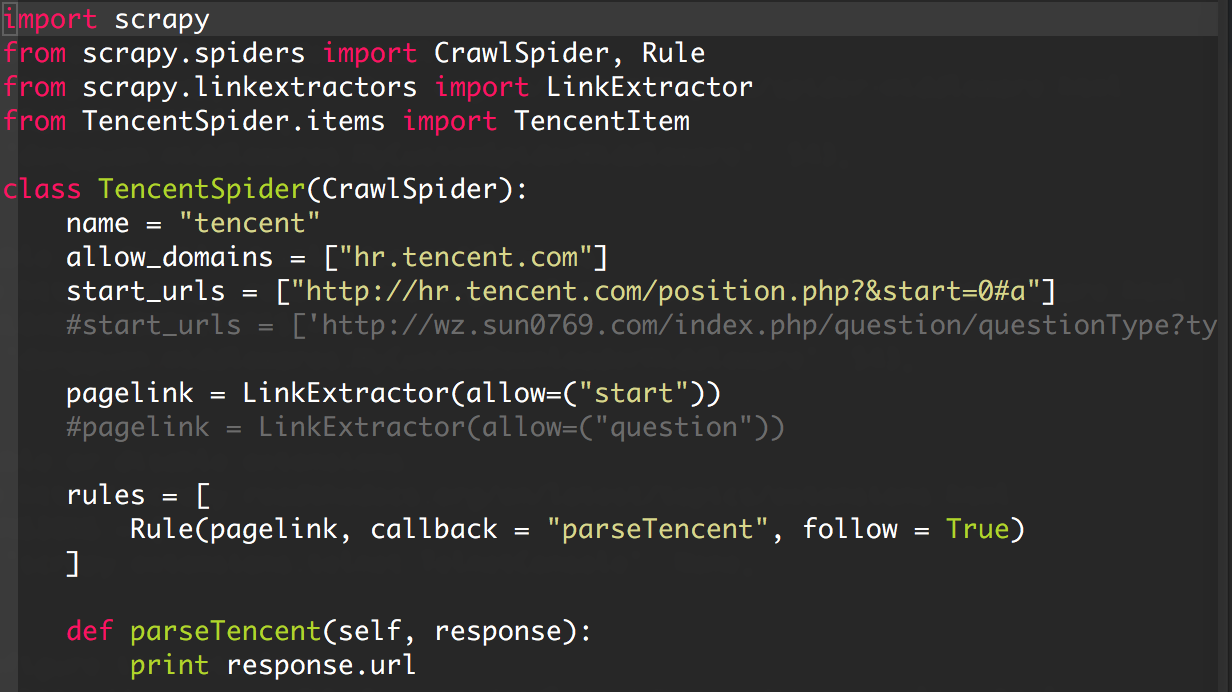 import scrapy
from scrapy.spiders import CrawlSpider, Rule
from scrapy.linkextractors import LinkExtractor
from TencentSpider.items import TencentItem
class TencentSpider(CrawlSpider):
    name = "tencent"
    allow_domains = ["hr.tencent.com"]
    start_urls = ["http://hr.tencent.com/position.php?&start=0#a"]
    #start_urls = ['http://wz.sun0769.com/index.php/question/questionType?ty
    pagelink = LinkExtractor(allow=("start"))
    #pagelink = LinkExtractor(allow=("question"))
    rules = [
        Rule(pagelink, callback = "parseTencent", follow = True)
    ]
    def parseTencent(self, response):
        print response.url